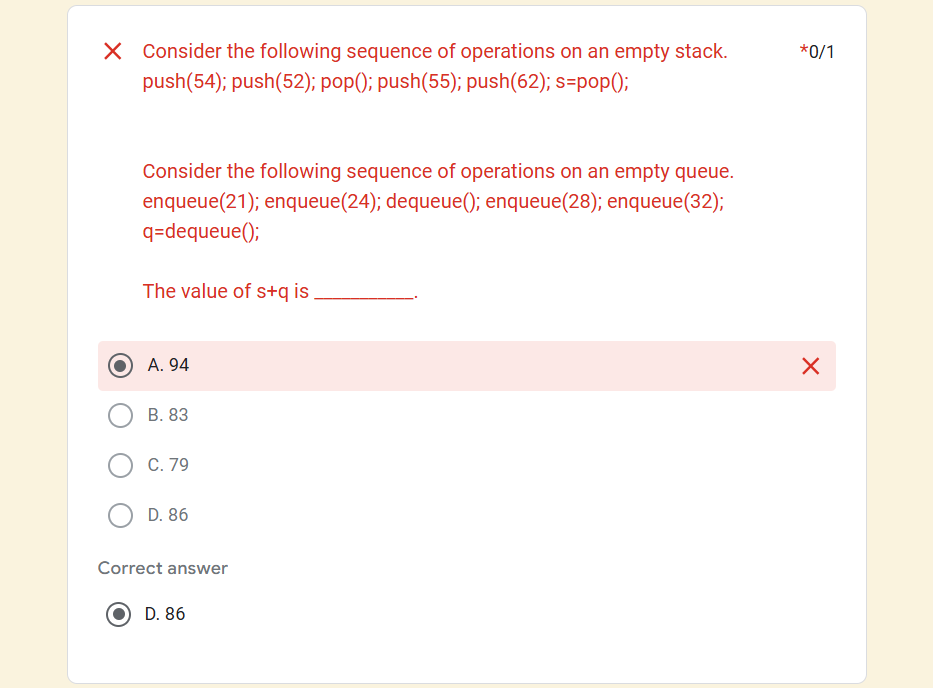 Consider the following sequence of operations on an empty stack. *0/1
push(54); push(52); pop(); push(55); push(62); s=pop();
Consider the following sequence of operations on an empty queue.
enqueue(21); enqueue(24); dequeue(); enqueue(28); enqueue(32);
q=dequeue();
The value of s+q is ___________.
A. 94
B. 83
C. 79
D. 86
Correct answer
D. 86